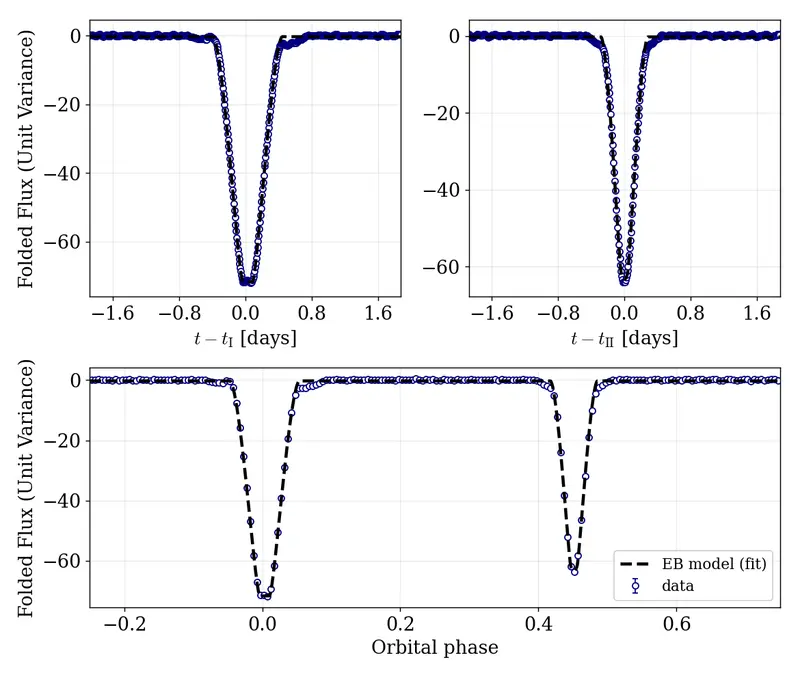 Folded Flux (Unit Variance)
0
−20
−40
−60
−1.6 −0.8 0.0 0.8 1.6
t − tI [days]
0
−20
−40
−60
−1.6 −0.8 0.0 0.8 1.6
t − tII [days]
Folded Flux (Unit Variance)
0
−20
−40
−60
−0.2 0.0 0.2 0.4 0.6
Orbital phase
EB model (fit)
data